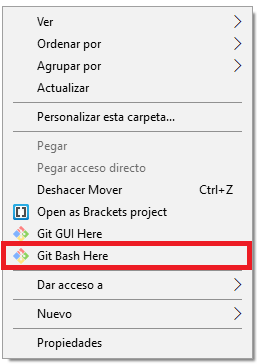 Ver
Ordenar por
Agrupar por
Actualizar
Personalizar esta carpeta...
Pegar
Pegar acceso directo
Deshacer Mover Ctrl+Z
Open as Brackets project
Git GUI Here
Git Bash Here
Dar acceso a
Nuevo
Propiedades